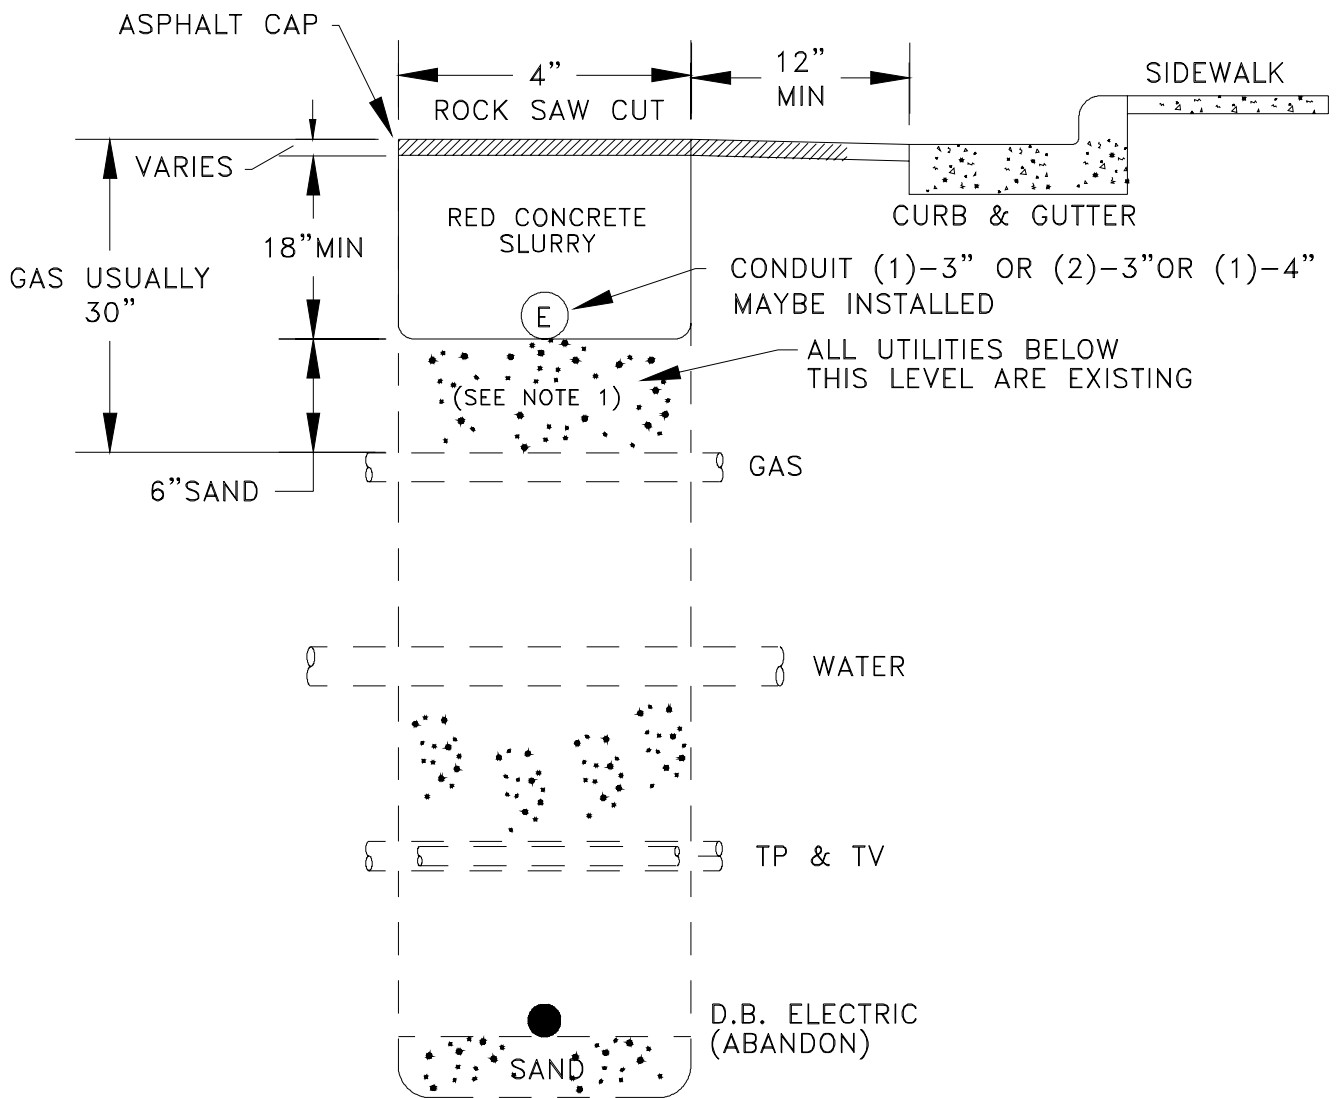 ASPHALT CAP
4”
ROCK SAW CUT
12”
MIN
SIDEWALK
VARIES
18”MIN
GAS USUALLY
30”
RED CONCRETE
SLURRY
CURB & GUTTER
E
CONDUIT (1)-3” OR (2)-3”OR (1)-4”
MAYBE INSTALLED
ALL UTILITIES BELOW
THIS LEVEL ARE EXISTING
(SEE NOTE 1)
6”SAND
GAS
WATER
TP & TV
D.B. ELECTRIC
(ABANDON)
SAND